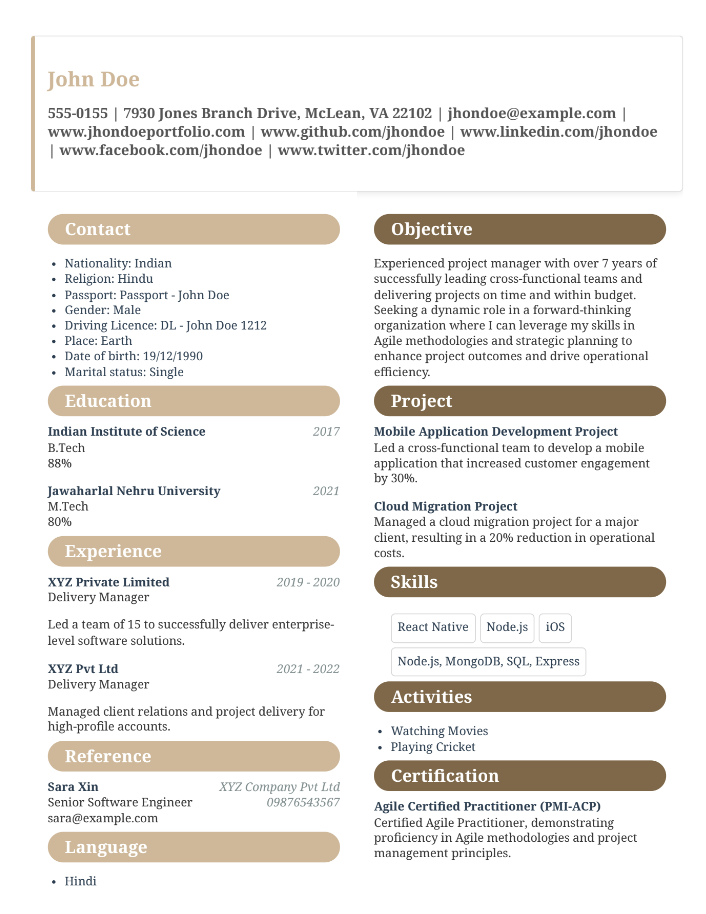 John Doe
555-0155 | 7930 Jones Branch Drive, McLean, VA 22102 | jhondoe@example.com |
www.jhondoeportfolio.com | www.github.com/jhondoe | www.linkedin.com/jhondoe
| www.facebook.com/jhondoe | www.twitter.com/jhondoe
Contact
• Nationality: Indian
• Religion: Hindu
• Passport: Passport - John Doe
• Gender: Male
• Driving Licence: DL - John Doe 1212
• Place: Earth
• Date of birth: 19/12/1990
• Marital status: Single
Education
Indian Institute of Science 2017
B.Tech
88%
Jawaharlal Nehru University 2021
M.Tech
80%
Experience
XYZ Private Limited 2019 - 2020
Delivery Manager
Led a team of 15 to successfully deliver enterprise-
level software solutions.
XYZ Pvt Ltd 2021 - 2022
Delivery Manager
Managed client relations and project delivery for
high-profile accounts.
Reference
Sara Xin XYZ Company Pvt Ltd
Senior Software Engineer 09876543567
sara@example.com
Language
• Hindi
Objective
Experienced project manager with over 7 years of
successfully leading cross-functional teams and
delivering projects on time and within budget.
Seeking a dynamic role in a forward-thinking
organization where I can leverage my skills in
Agile methodologies and strategic planning to
enhance project outcomes and drive operational
efficiency.
Project
Mobile Application Development Project
Led a cross-functional team to develop a mobile
application that increased customer engagement
by 30%.
Cloud Migration Project
Managed a cloud migration project for a major
client, resulting in a 20% reduction in operational
costs.
Skills
React Native Node.js iOS
Node.js, MongoDB, SQL, Express
Activities
• Watching Movies
• Playing Cricket
Certification
Agile Certified Practitioner (PMI-ACP)
Certified Agile Practitioner, demonstrating
proficiency in Agile methodologies and project
management principles.